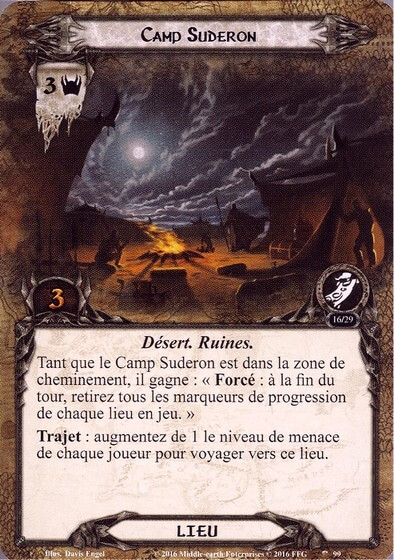 Camp Suderon
3
3
16/29
Désert. Ruines.
Tant que le Camp Suderon est dans la zone de
cheminement, il gagne : « Forcé : à la fin du
tour, retirez tous les marqueurs de progression
de chaque lieu en jeu. »
Trajet : augmentez de 1 le niveau de menace
de chaque joueur pour voyager vers ce lieu.
LIEU
Illus. Davis Engel
© 2016 Middle-earth Enterprises © 2016 FFG
99